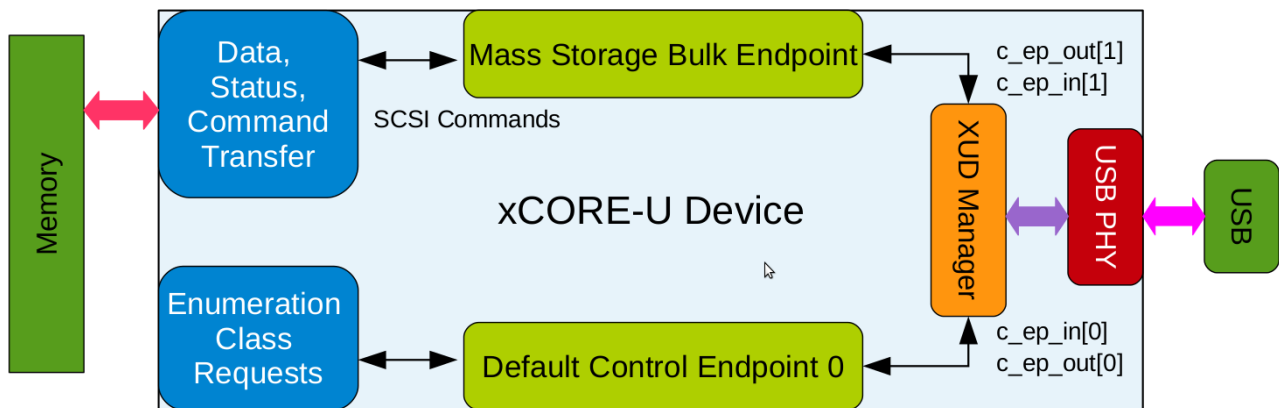 Memory
Data,
Status,
Command
Transfer
SCSI Commands
Mass Storage Bulk Endpoint
c_ep_out[1]
c_ep_in[1]
XUD Manager
USB PHY
USB
xCORE-U Device
Enumeration
Class
Requests
Default Control Endpoint 0
c_ep_in[0]
c_ep_out[0]